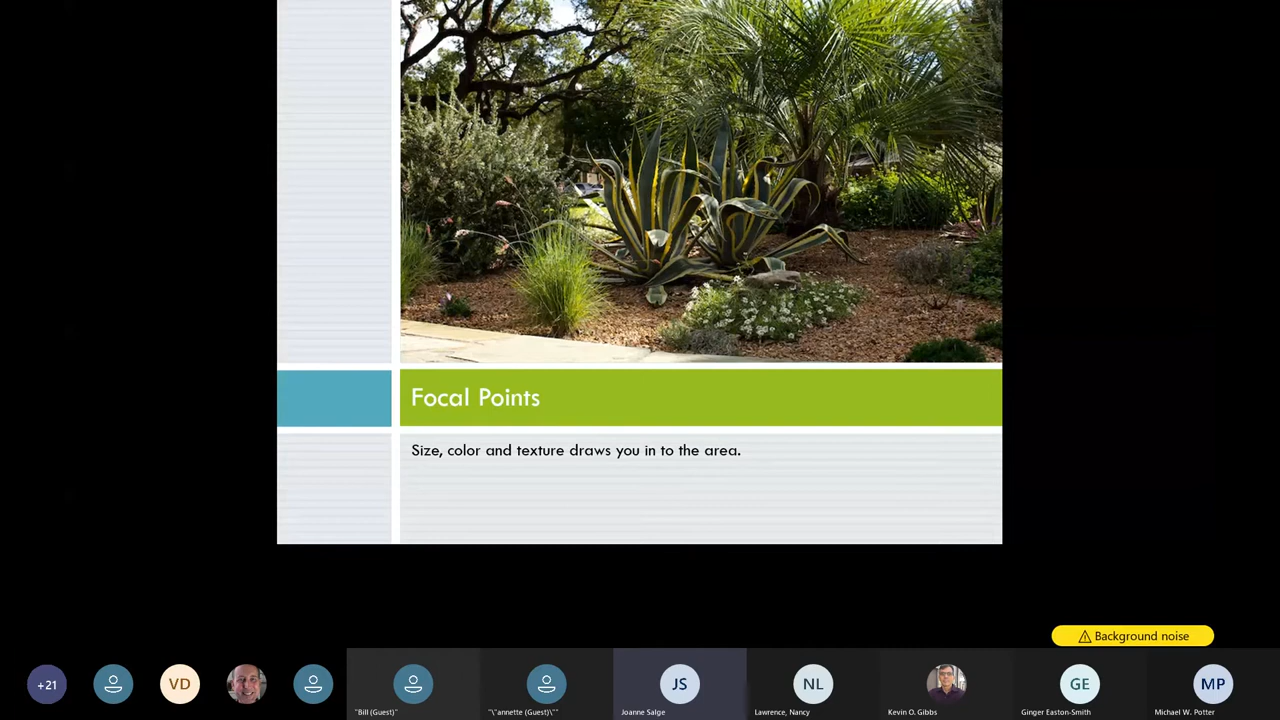 Focal Points
Size, color and texture draws you in to the area.
Background noise
+21
VD
JS
NL
GE
MP
"Bill (Guest)"
"\"annette (Guest)\""
Joanne Salge
Lawrence, Nancy
Kevin O. Gibbs
Ginger Easton-Smith
Michael W. Potter